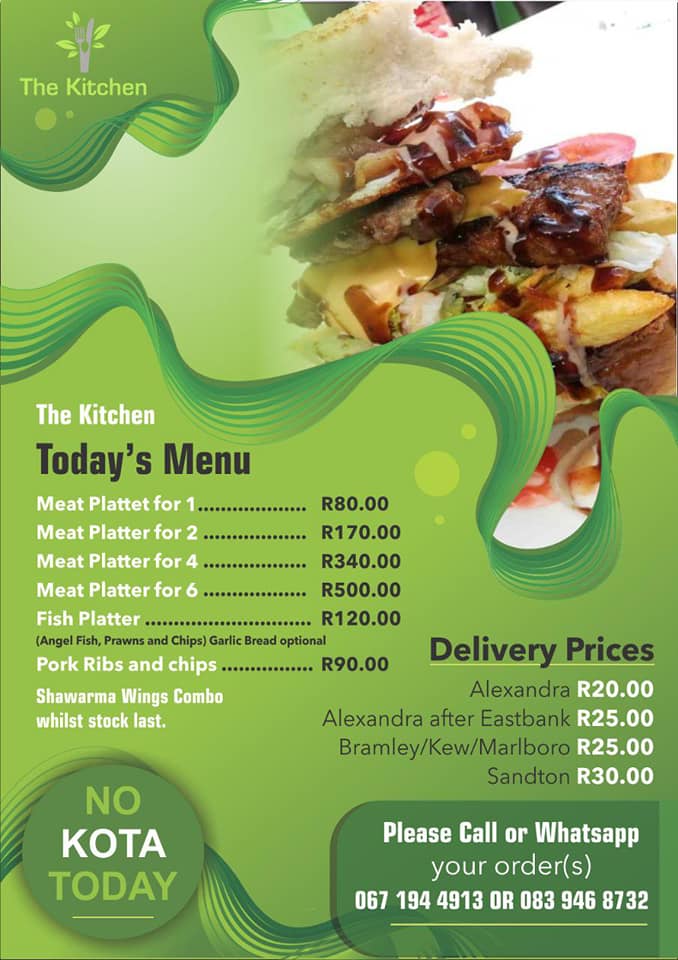 The Kitchen
The Kitchen
Today's Menu
Meat Plattet for 1................... R80.00
Meat Platter for 2 .................. R170.00
Meat Platter for 4 .................. R340.00
Meat Platter for 6 .................. R500.00
Fish Platter ............................. R120.00
(Angel Fish, Prawns and Chips) Garlic Bread optional
Pork Ribs and chips ................ R90.00
Shawarma Wings Combo
whilst stock last.
Delivery Prices
Alexandra R20.00
Alexandra after Eastbank R25.00
Bramley/Kew/Marlboro R25.00
Sandton R30.00
NO
KOTA
TODAY
Please Call or Whatsapp
your order(s)
067 194 4913 OR 083 946 8732